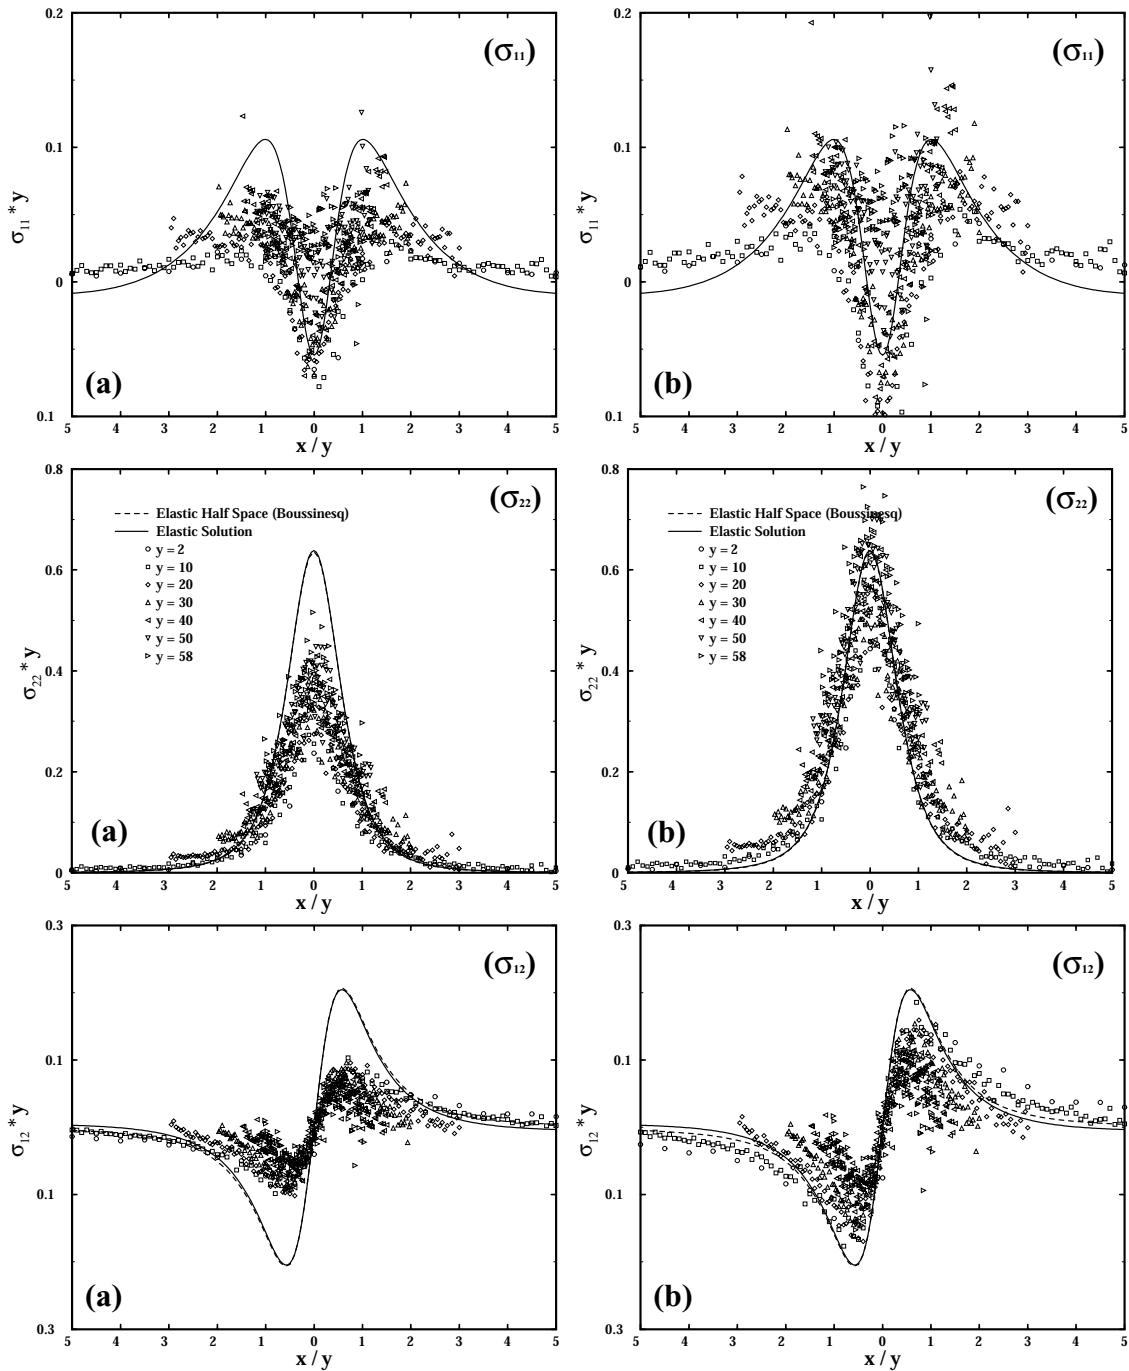 0.2
0.1
0
0.1
σ11 * y
(σ11)
(a)
5 4 3 2 1 0 1 2 3 4 5
x / y
0.2
0.1
0
0.1
σ11 * y
(σ11)
(b)
5 4 3 2 1 0 1 2 3 4 5
x / y
0.8
0.6
0.4
0.2
0
σ22 * y
(σ22)
Elastic Half Space (Boussinesq)
Elastic Solution
y = 2
y = 10
y = 20
y = 30
y = 40
y = 50
y = 58
(a)
5 4 3 2 1 0 1 2 3 4 5
x / y
0.8
0.6
0.4
0.2
0
σ22 * y
(σ22)
Elastic Half Space (Boussinesq)
Elastic Solution
y = 2
y = 10
y = 20
y = 30
y = 40
y = 50
y = 58
(b)
5 4 3 2 1 0 1 2 3 4 5
x / y
0.3
0.1
0.1
0.3
σ12 * y
(σ12)
(a)
5 4 3 2 1 0 1 2 3 4 5
x / y
0.3
0.1
0.1
0.3
σ12 * y
(σ12)
(b)
5 4 3 2 1 0 1 2 3 4 5
x / y